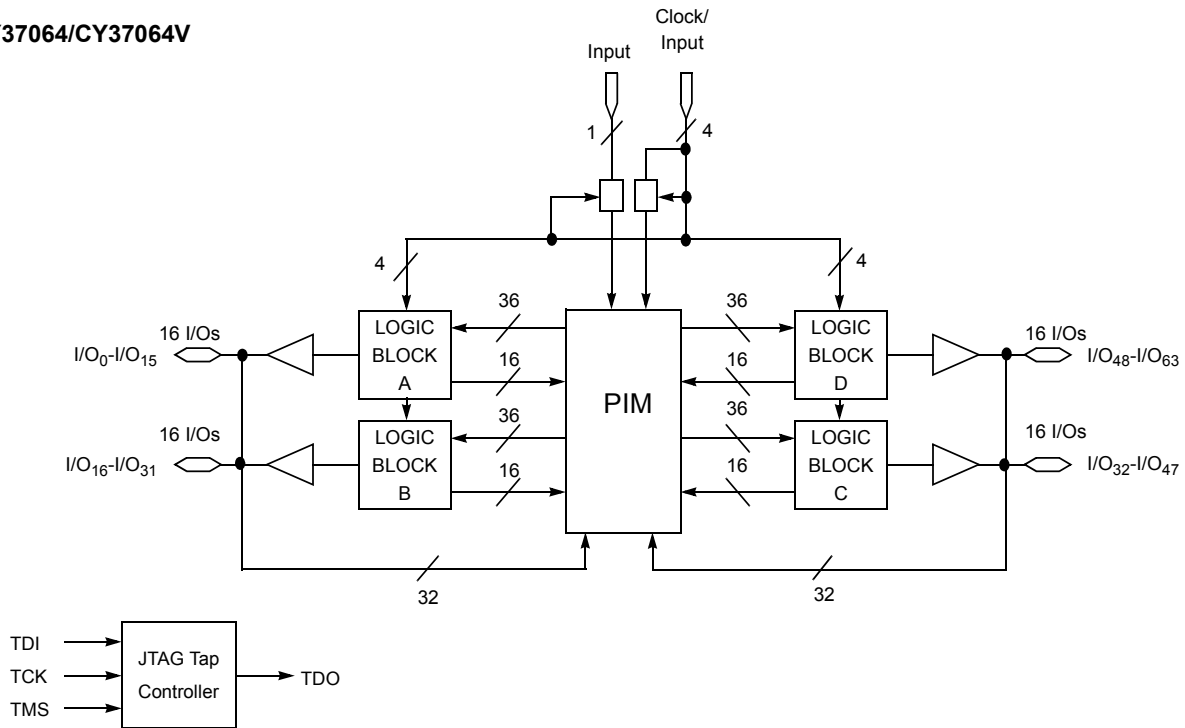 Y37064/CY37064V
Clock/
Input
Input
1
4
4
4
16 I/Os
I/O0-I/O15
LOGIC
BLOCK
A
36
16
PIM
36
16
LOGIC
BLOCK
D
16 I/Os
I/O48-I/O63
16 I/Os
I/O16-I/O31
LOGIC
BLOCK
B
36
16
36
16
LOGIC
BLOCK
C
16 I/Os
I/O32-I/O47
32
32
TDI
TCK
TMS
JTAG Tap
Controller
TDO